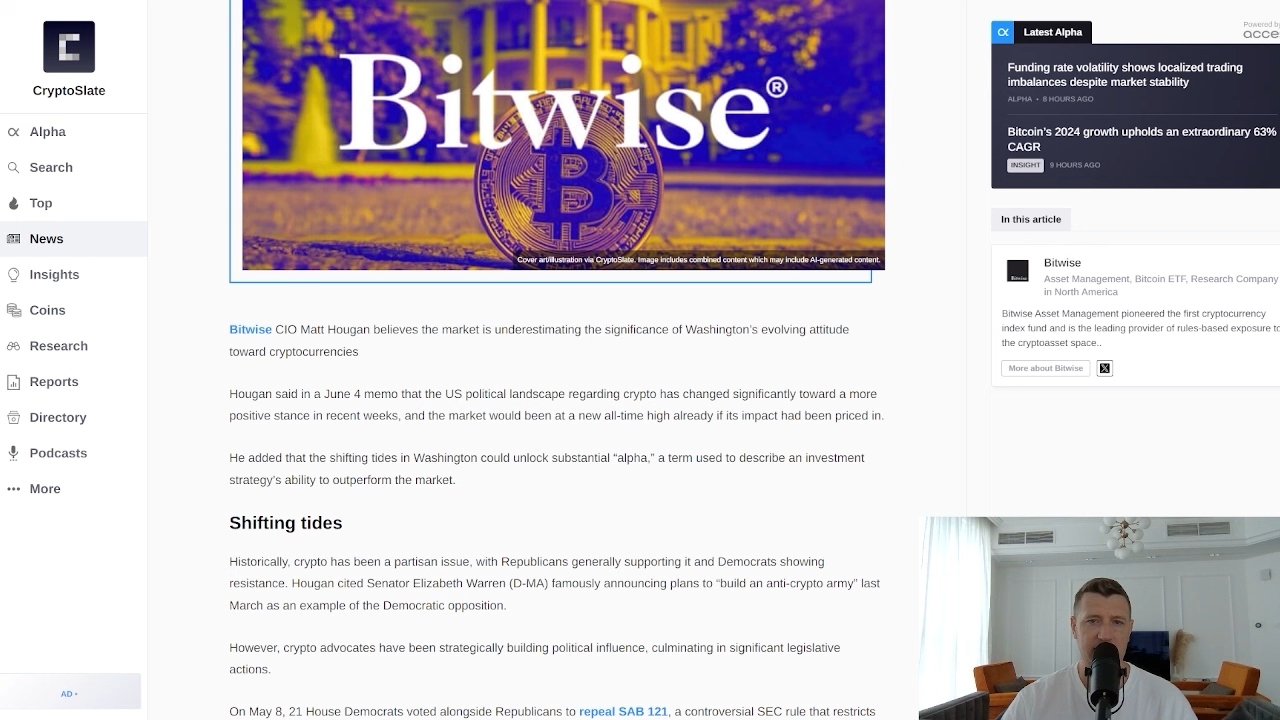 CryptoSlate
Alpha
Search
Top
News
Insights
Coins
Research
Reports
Directory
Podcasts
More
AD
Bitwise®
Cover art/illustration via CryptoSlate. Image includes combined content which may include AI-generated content.
Bitwise CIO Matt Hougan believes the market is underestimating the significance of Washington’s evolving attitude
toward cryptocurrencies
Hougan said in a June 4 memo that the US political landscape regarding crypto has changed significantly toward a more
positive stance in recent weeks, and the market would been at a new all-time high already if its impact had been priced in.
He added that the shifting tides in Washington could unlock substantial “alpha,” a term used to describe an investment
strategy’s ability to outperform the market.
Shifting tides
Historically, crypto has been a partisan issue, with Republicans generally supporting it and Democrats showing
resistance. Hougan cited Senator Elizabeth Warren (D-MA) famously announcing plans to “build an anti-crypto army” last
March as an example of the Democratic opposition.
However, crypto advocates have been strategically building political influence, culminating in significant legislative
actions.
On May 8, 21 House Democrats voted alongside Republicans to repeal SAB 121, a controversial SEC rule that restricts
α Latest Alpha
Powered by
acce
Funding rate volatility shows localized trading
imbalances despite market stability
ALPHA • 8 HOURS AGO
Bitcoin’s 2024 growth upholds an extraordinary 63%
CAGR
INSIGHT 9 HOURS AGO
In this article
Bitwise
Bitwise
Asset Management, Bitcoin ETF, Research Company
in North America
Bitwise Asset Management pioneered the first cryptocurrency
index fund and is the leading provider of rules-based exposure to
the cryptoasset space..
More about Bitwise X